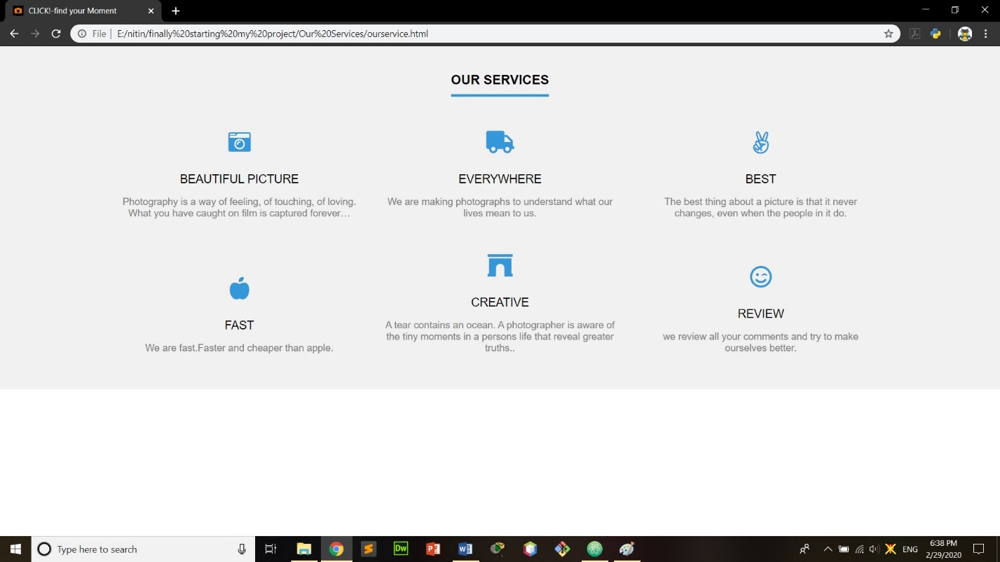 CLICK!-find your Moment
File | E:/nitin/finally%20starting%20my%20project/Our%20Services/ourservice.html
OUR SERVICES
BEAUTIFUL PICTURE
Photography is a way of feeling, of touching, of loving.
What you have caught on film is captured forever…
EVERYWHERE
We are making photographs to understand what our
lives mean to us.
BEST
The best thing about a picture is that it never
changes, even when the people in it do.
FAST
We are fast.Faster and cheaper than apple.
CREATIVE
A tear contains an ocean. A photographer is aware of
the tiny moments in a persons life that reveal greater
truths..
REVIEW
we review all your comments and try to make
ourselves better.
Type here to search
Dw
ENG
6:38 PM
2/29/2020